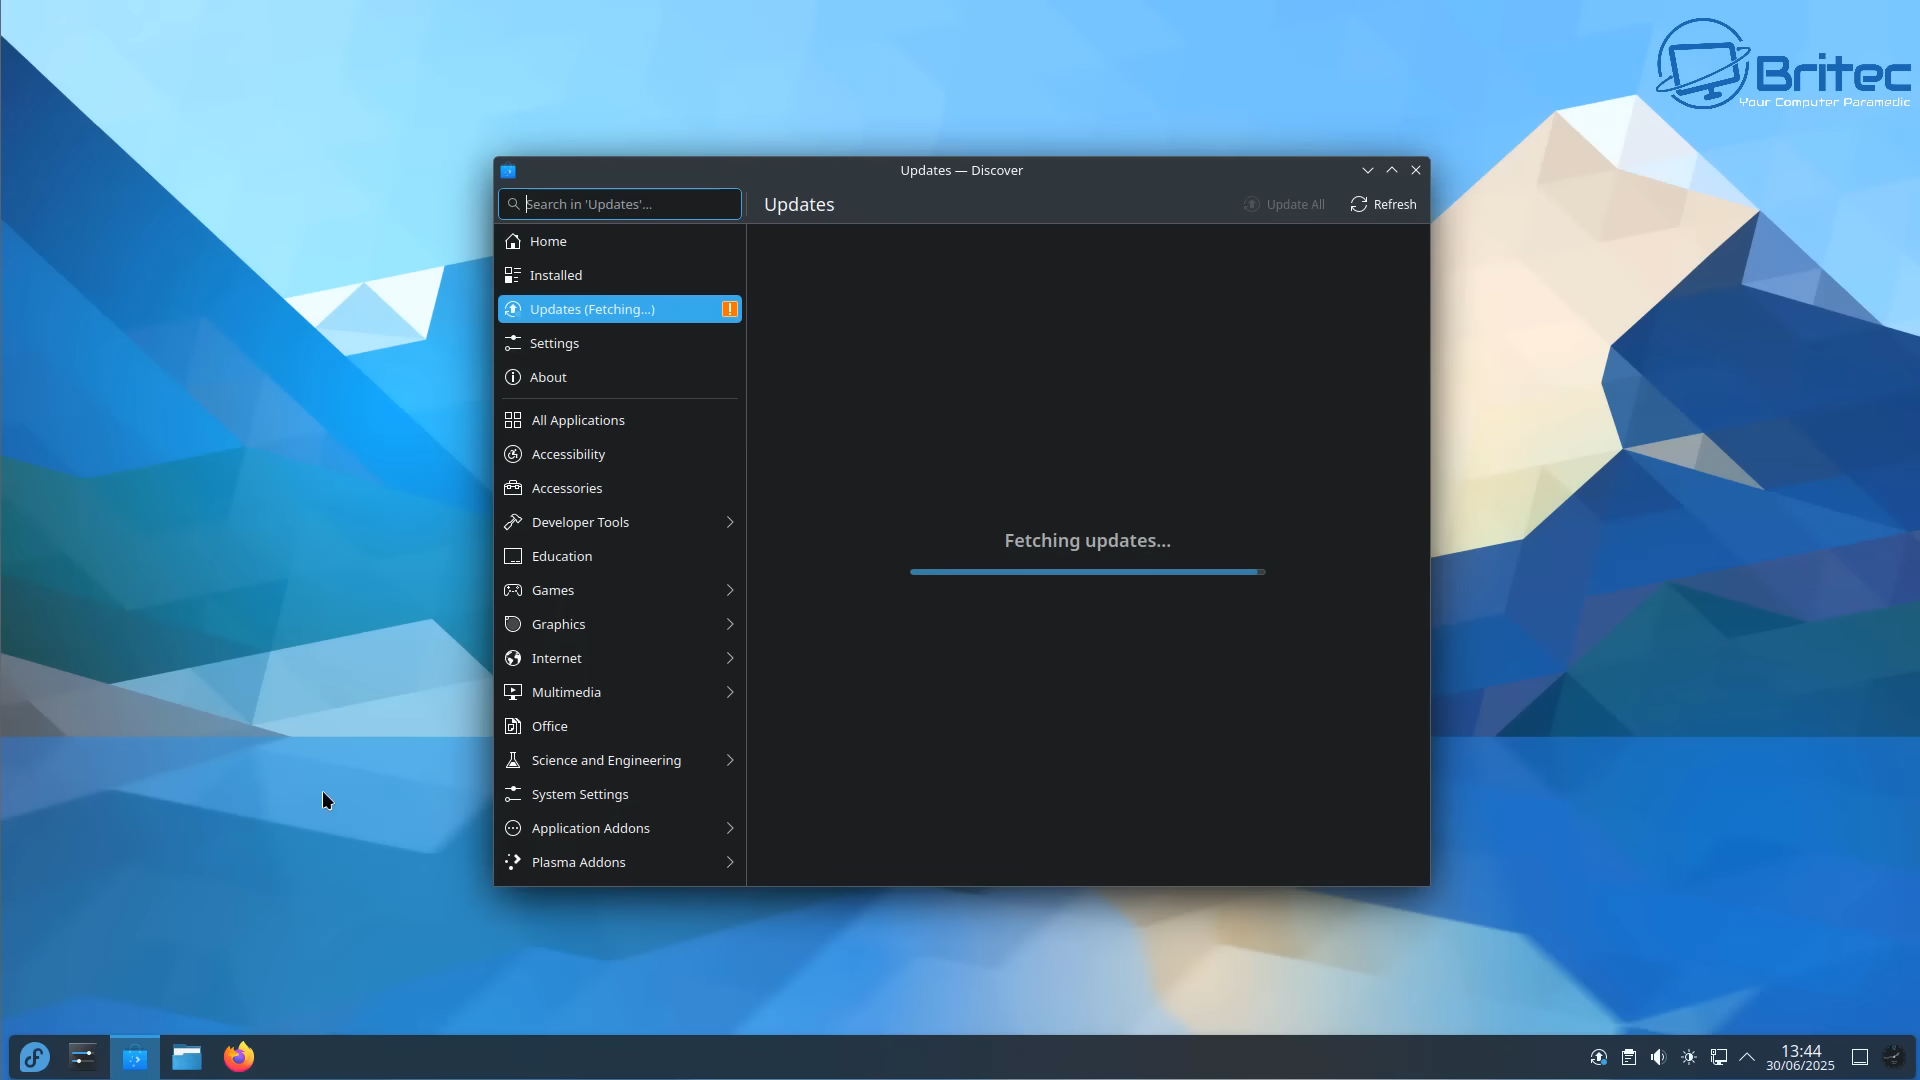 Britec
Your Computer Paramedic
Updates — Discover
Search in 'Updates'...
Updates
Update All
Refresh
Home
Installed
Updates (Fetching...)
Settings
About
All Applications
Accessibility
Accessories
Developer Tools
Education
Games
Graphics
Internet
Multimedia
Office
Science and Engineering
System Settings
Application Addons
Plasma Addons
Fetching updates...
13:44
30/06/2025